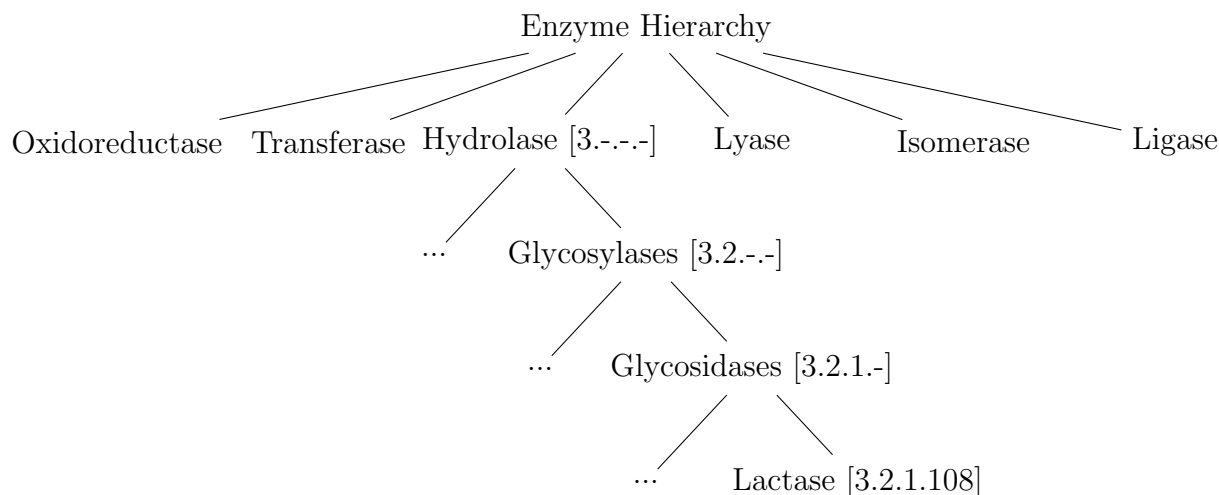 Enzyme Hierarchy
Oxidoreductase Transferase Hydrolase [3.-.-.-] Lyase Isomerase Ligase
... Glycosylases [3.2.-.-]
... Glycosidases [3.2.1.-]
... Lactase [3.2.1.108]